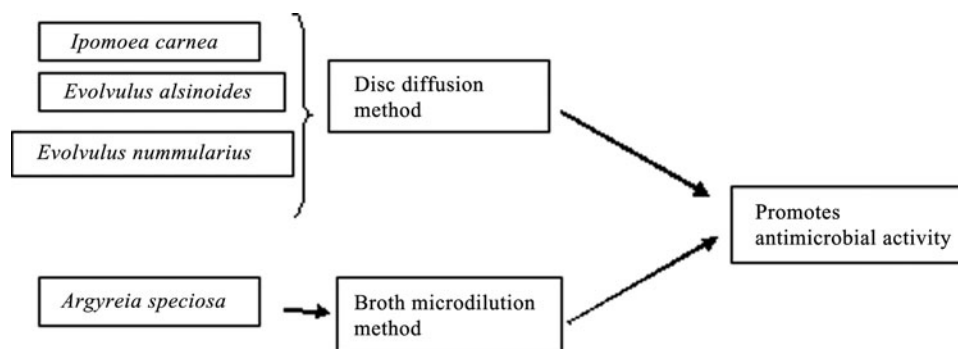 Ipomoea carnea
Evolvulus alsinoides
Evolvulus nummularius
Disc diffusion
method
Promotes
antimicrobial activity
Argyreia speciosa
Broth microdilution
method